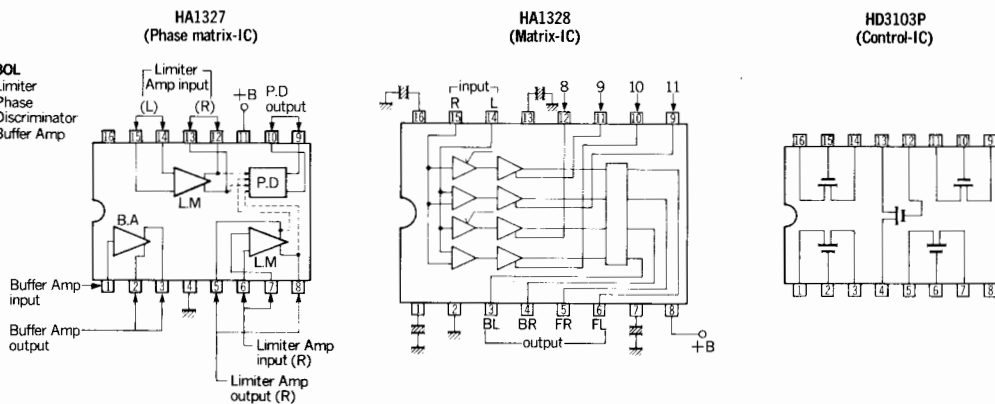 HA1327
(Phase matrix-IC)
BOL
Limiter
Phase
Discriminator
Buffer Amp
Limiter
Amp input
(L)
(R)
+B
P.D
output
16 15 14 13 12 11 10 9
L.M
P.D
B.A
L.M
1 2 3 4 5 6 7 8
Buffer Amp
input
Buffer Amp
output
Limiter Amp
input (R)
Limiter Amp
output (R)
HA1328
(Matrix-IC)
input
R L
8 9 10 11
16 15 14 13 12 11 10 9
1 2 3 4 5 6 7 8
BL BR FR FL
output
+B
HD3103P
(Control-IC)
16 15 14 13 12 11 10 9
1 2 3 4 5 6 7 8